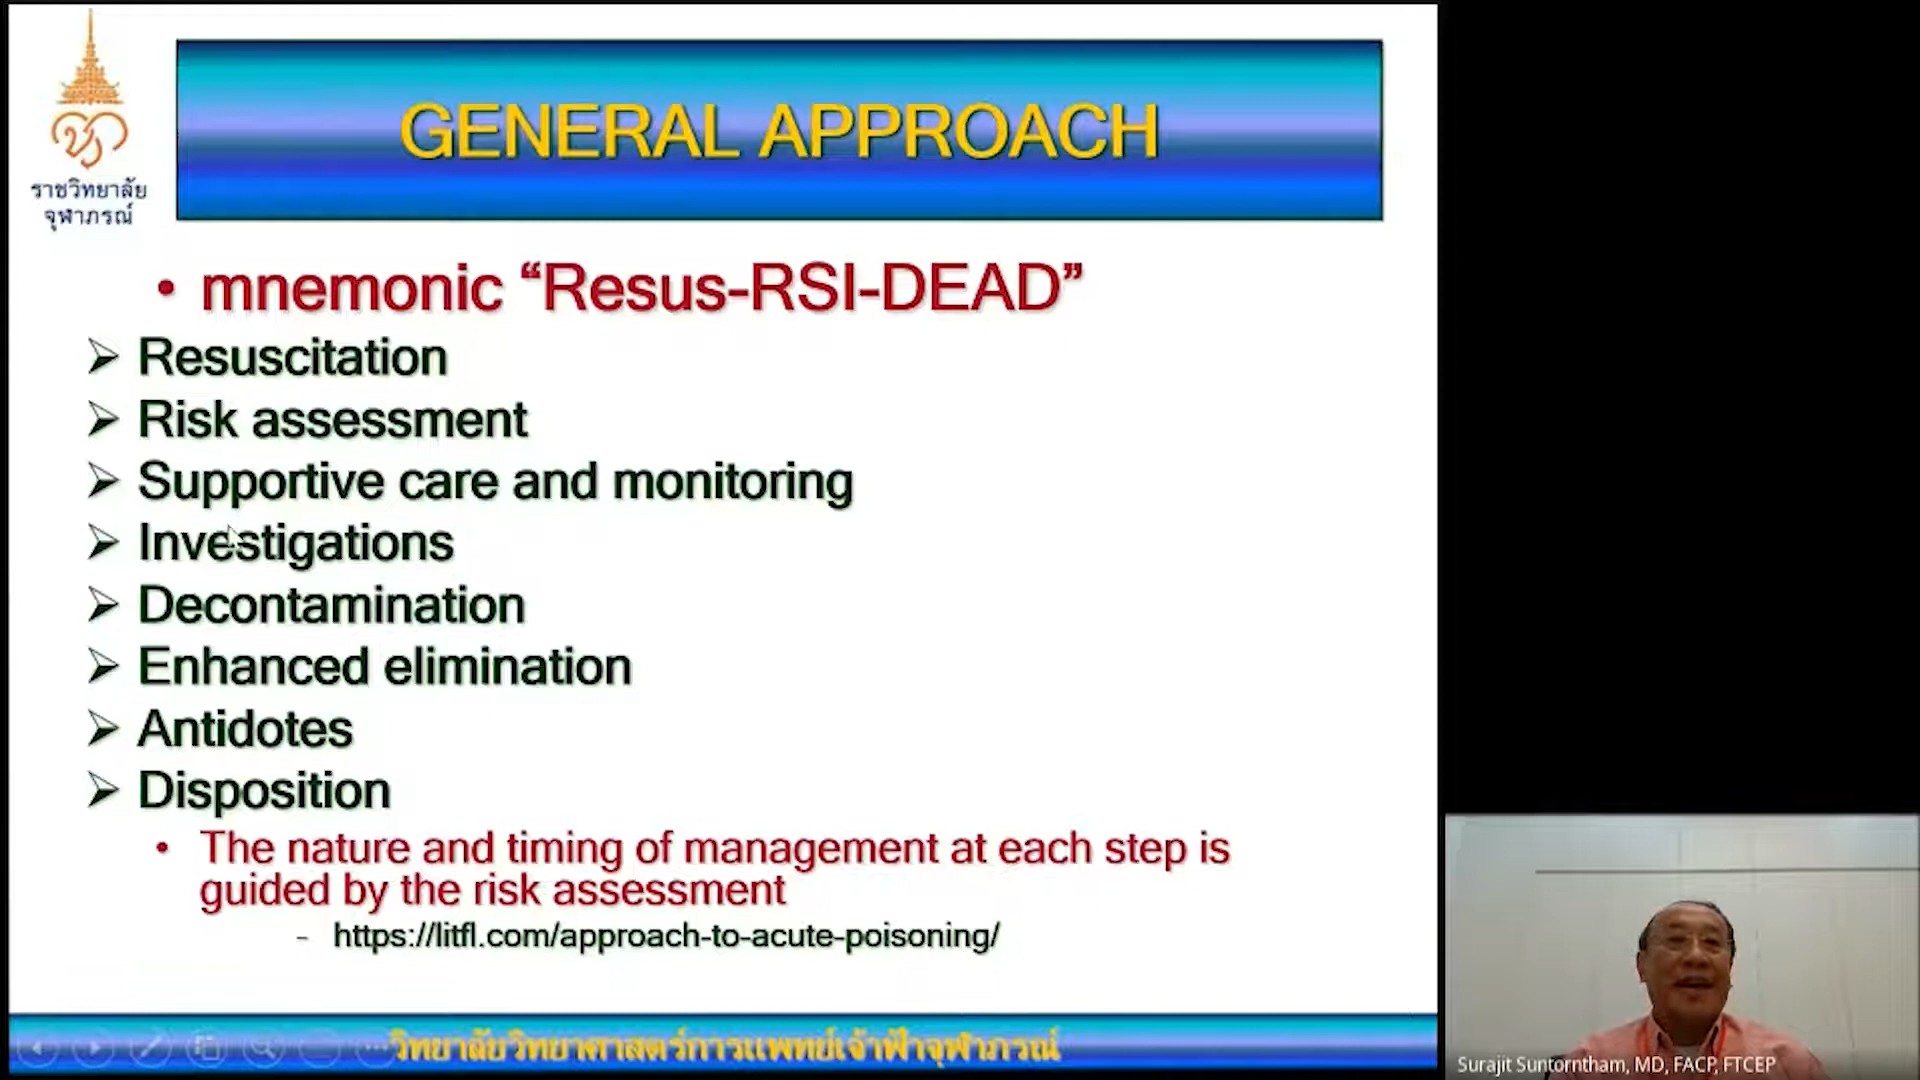 ราชวิทยาลัย
จุฬาภรณ์
GENERAL APPROACH
• mnemonic “Resus-RSI-DEAD”
➢ Resuscitation
➢ Risk assessment
➢ Supportive care and monitoring
➢ Investigations
➢ Decontamination
➢ Enhanced elimination
➢ Antidotes
➢ Disposition
• The nature and timing of management at each step is
guided by the risk assessment
- https://litfl.com/approach-to-acute-poisoning/
วิทยาลัยวิทยาศาสตร์การแพทย์เจ้าฟ้าจุฬาภรณ์
Surajit Suntorntham, MD, FACP, FTCEP